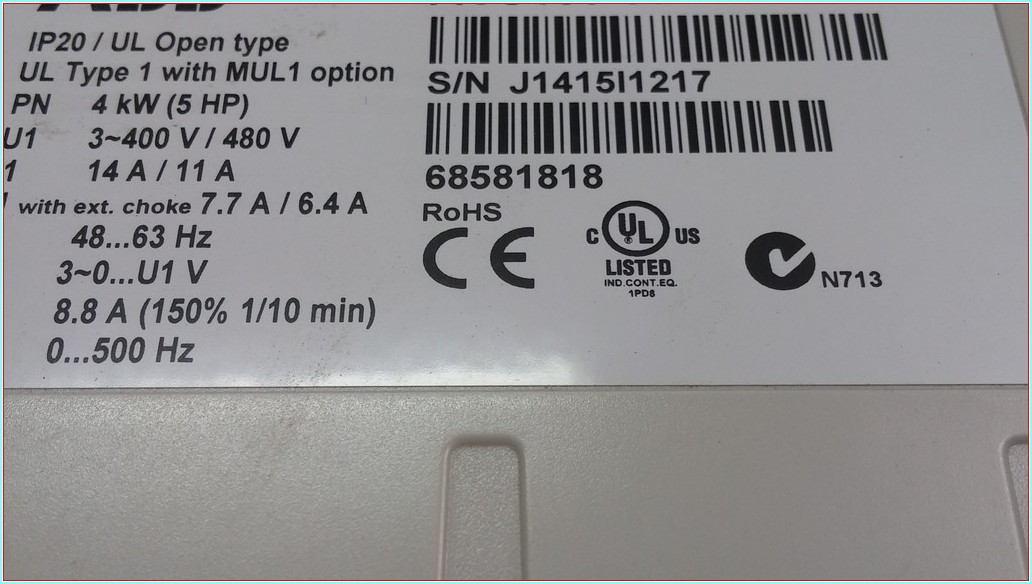 ABB
IP20 / UL Open type
UL Type 1 with MUL1 option
PN 4 kW (5 HP)
U1 3~400 V / 480 V
1 14 A / 11 A
with ext. choke 7.7 A / 6.4 A
48...63 Hz
3~0...U1 V
8.8 A (150% 1/10 min)
0...500 Hz
S/N J1415I1217
68581818
RoHS
CE
C UL US
LISTED
IND.CONT.EQ.
1PD8
N713